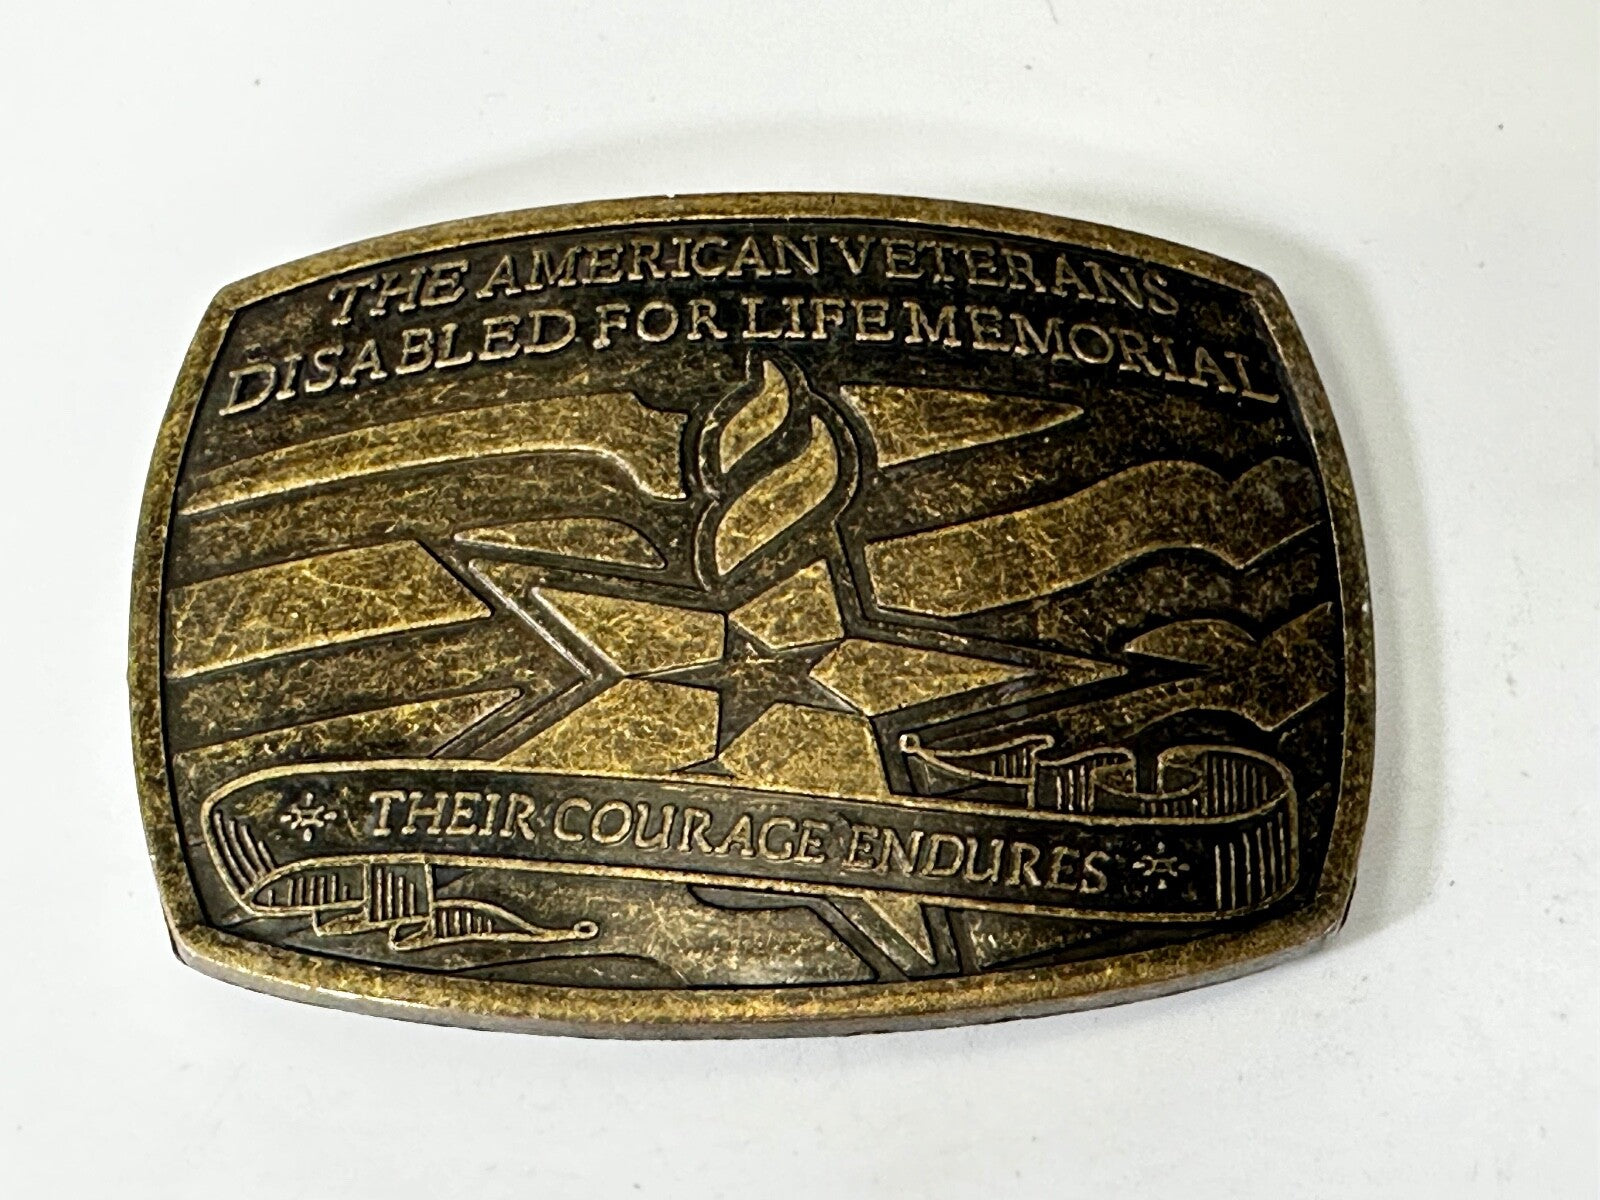 THE AMERICAN VETERANS
DISABLED FOR LIFE MEMORIAL
THEIR COURAGE ENDURES